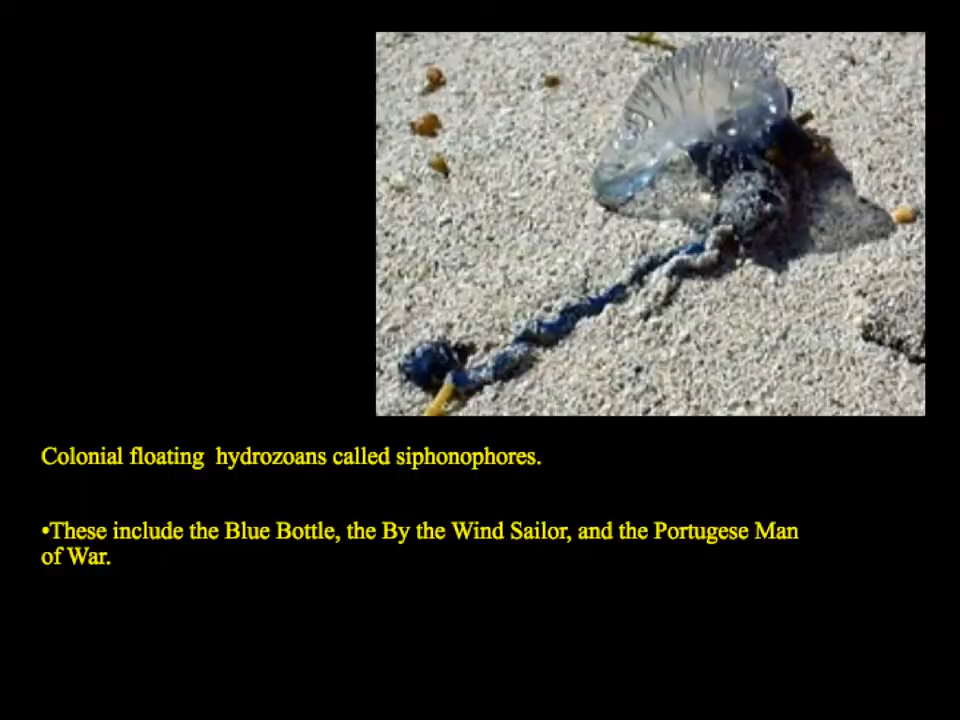 Colonial floating  hydrozoans called siphonophores.
•These include the Blue Bottle, the By the Wind Sailor, and the Portugese Man
of War.